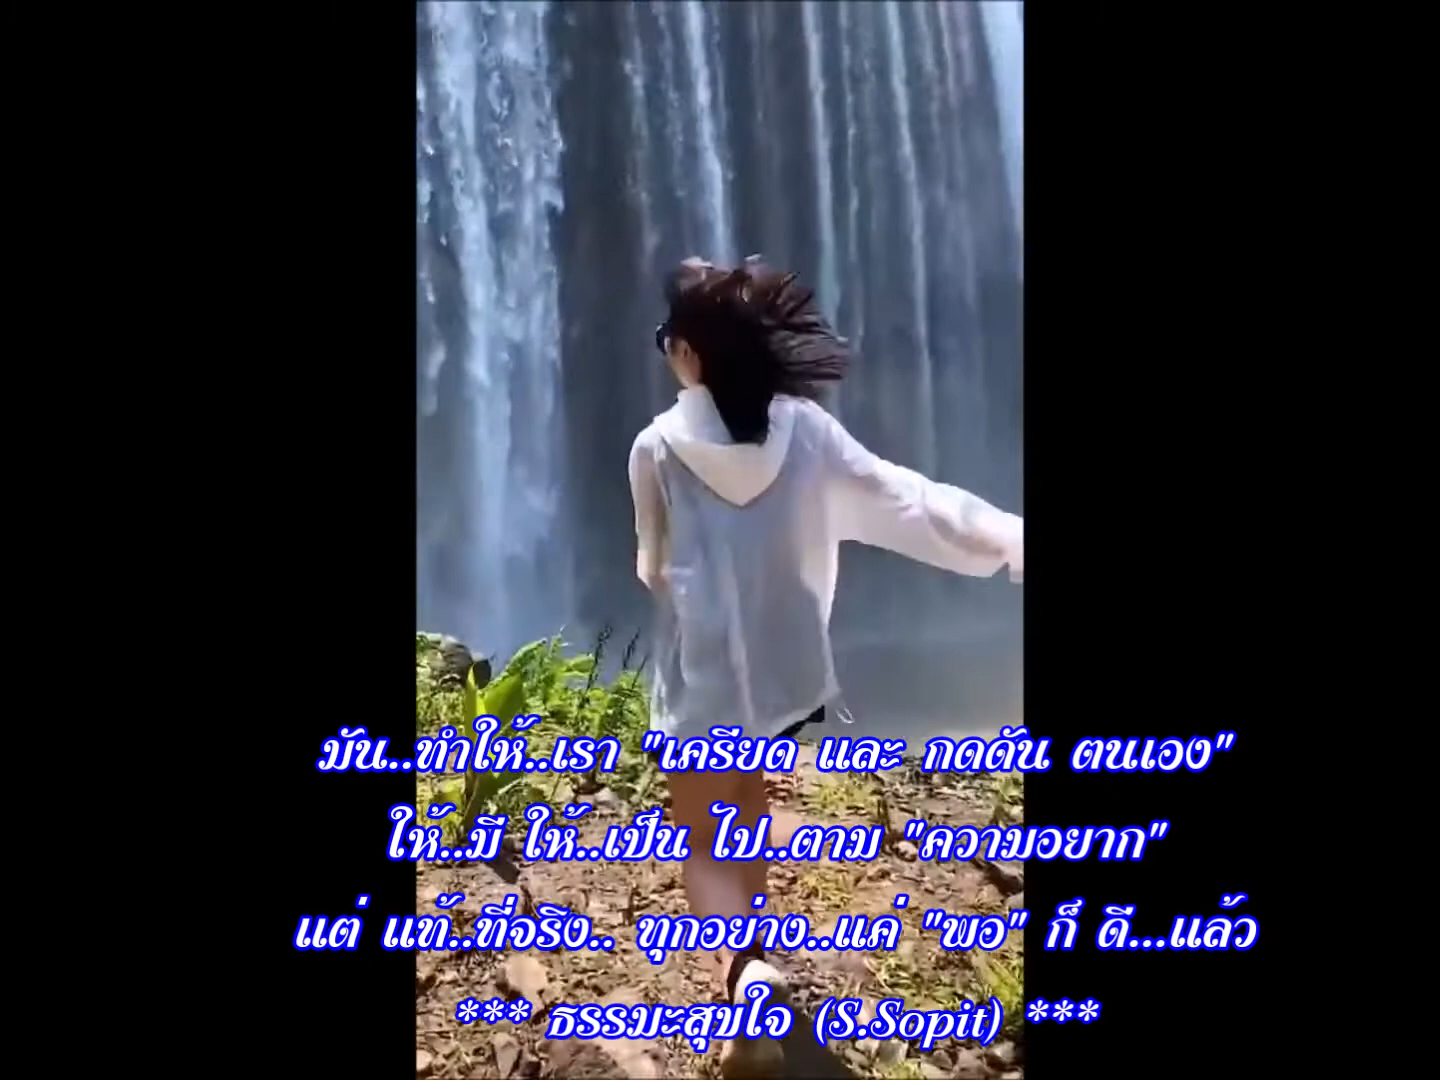 มัน..ทำให้..เรา "เครียด และ กดดัน ตนเอง"
ให้..มี ให้..เป็น ไป..ตาม "ความอยาก"
แต่ แท้..ที่จริง.. ทุกอย่าง..แค่ "พอ" ก็ ดี...แล้ว
*** ธรรมะสุขใจ (S.Sopit) ***